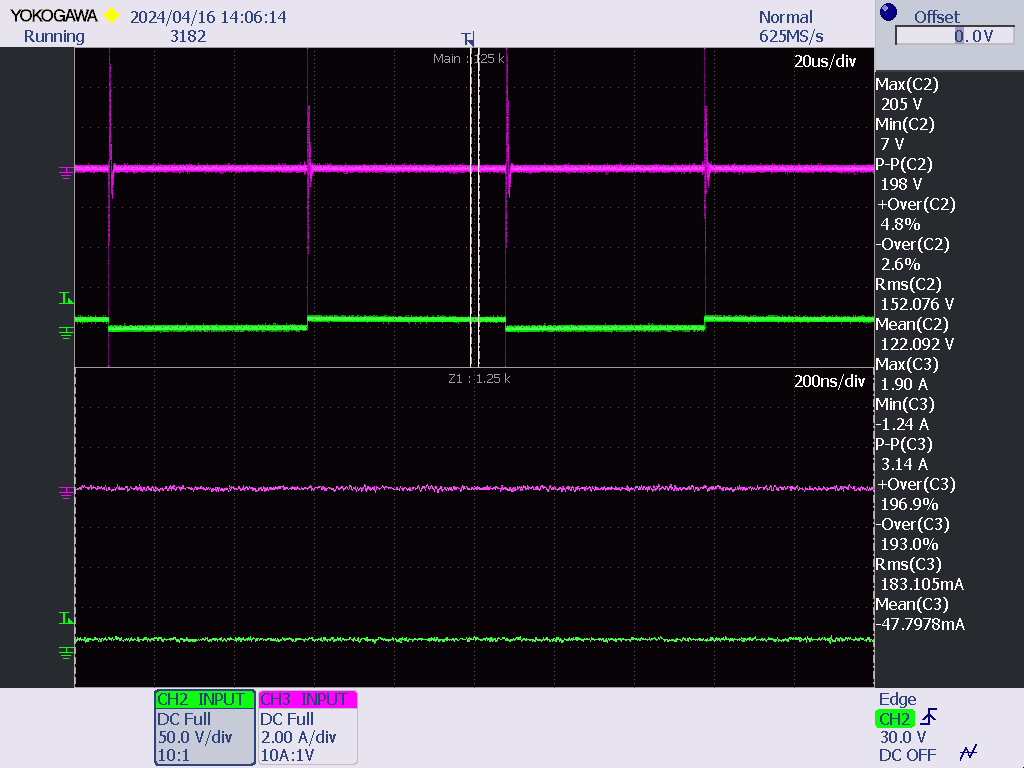 YOKOGAWA 2024/04/16 14:06:14 Normal
Running 3182 625MS/s
Offset
0.0V
Main : 125 k
20us/div
Max(C2)
205 V
Min(C2)
7 V
P-P(C2)
198 V
+Over(C2)
4.8%
-Over(C2)
2.6%
Rms(C2)
152.076 V
Mean(C2)
122.092 V
Max(C3)
1.90 A
Min(C3)
-1.24 A
P-P(C3)
3.14 A
+Over(C3)
196.9%
-Over(C3)
193.0%
Rms(C3)
183.105mA
Mean(C3)
-47.7978mA
Z1 : 1.25 k
200ns/div
CH2 INPUT
DC Full
50.0 V/div
10:1
CH3 INPUT
DC Full
2.00 A/div
10A:1V
Edge
CH2
30.0 V
DC OFF